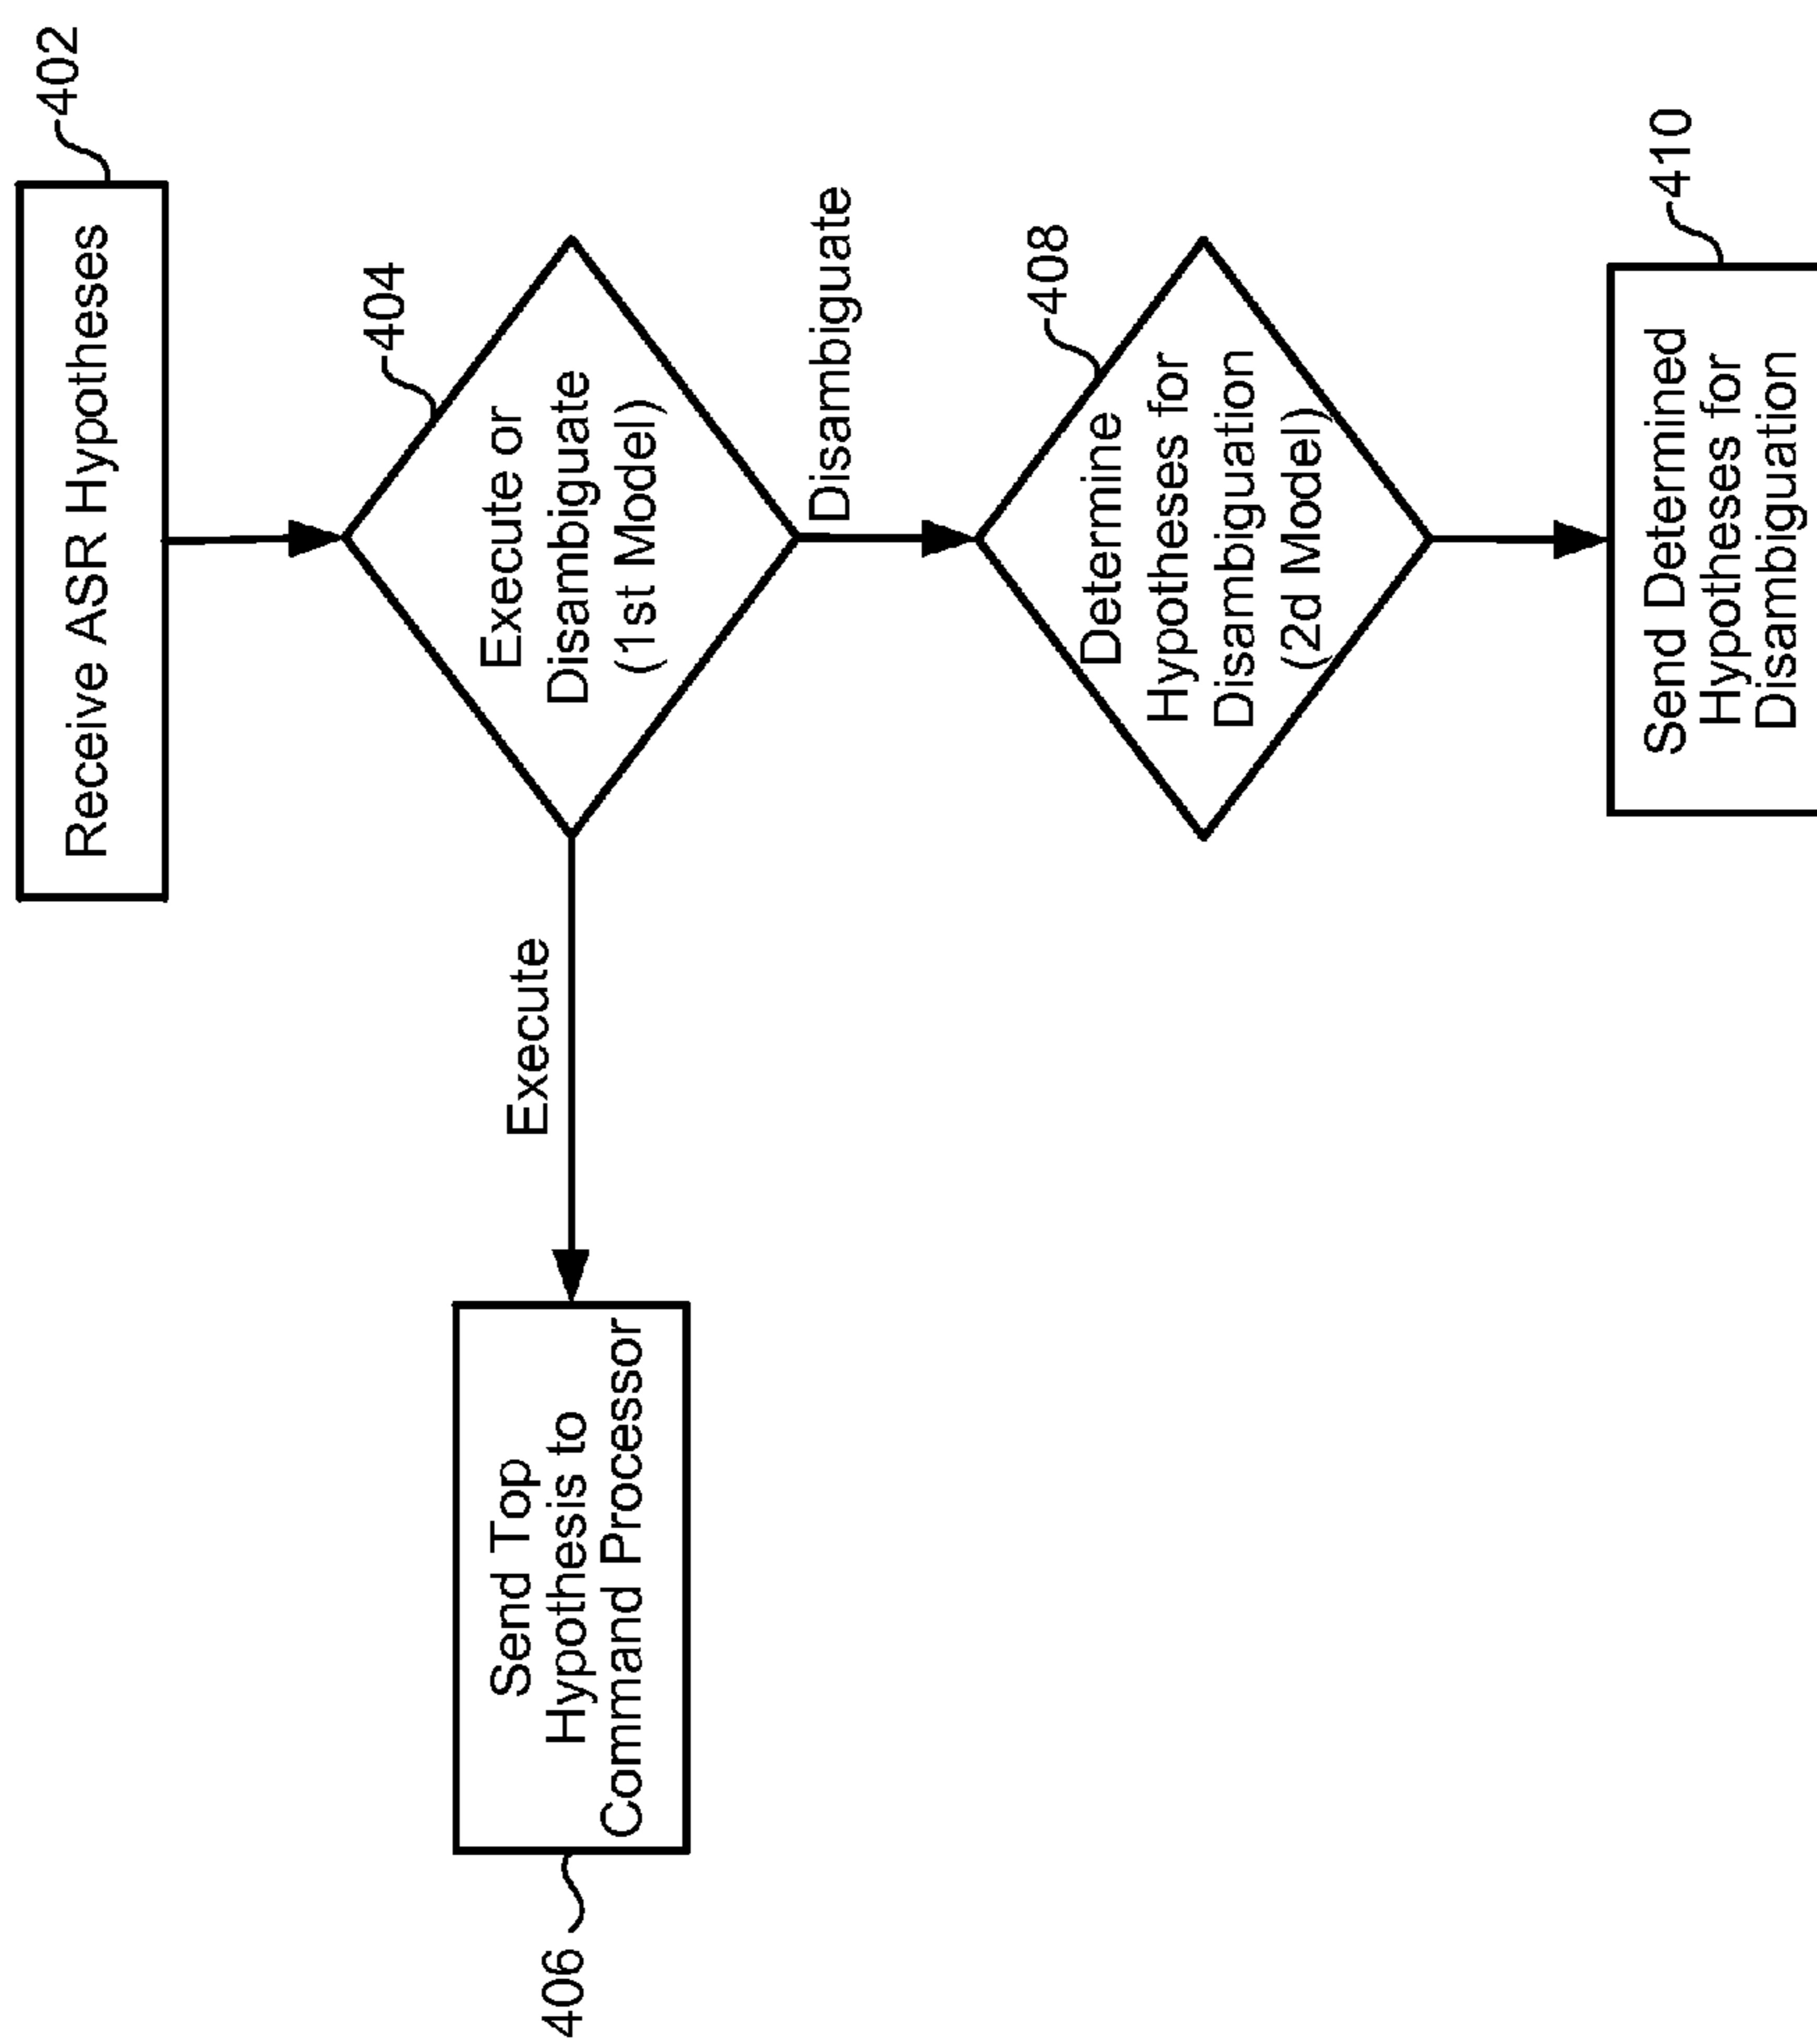 402
Receive ASR Hypotheses
404
Execute or
Disambiguate
(1st Model)
Execute
Disambiguate
Send Top
Hypothesis to
Command Processor
406
408
Determine
Hypotheses for
Disambiguation
(2d Model)
410
Send Determined
Hypotheses for
Disambiguation